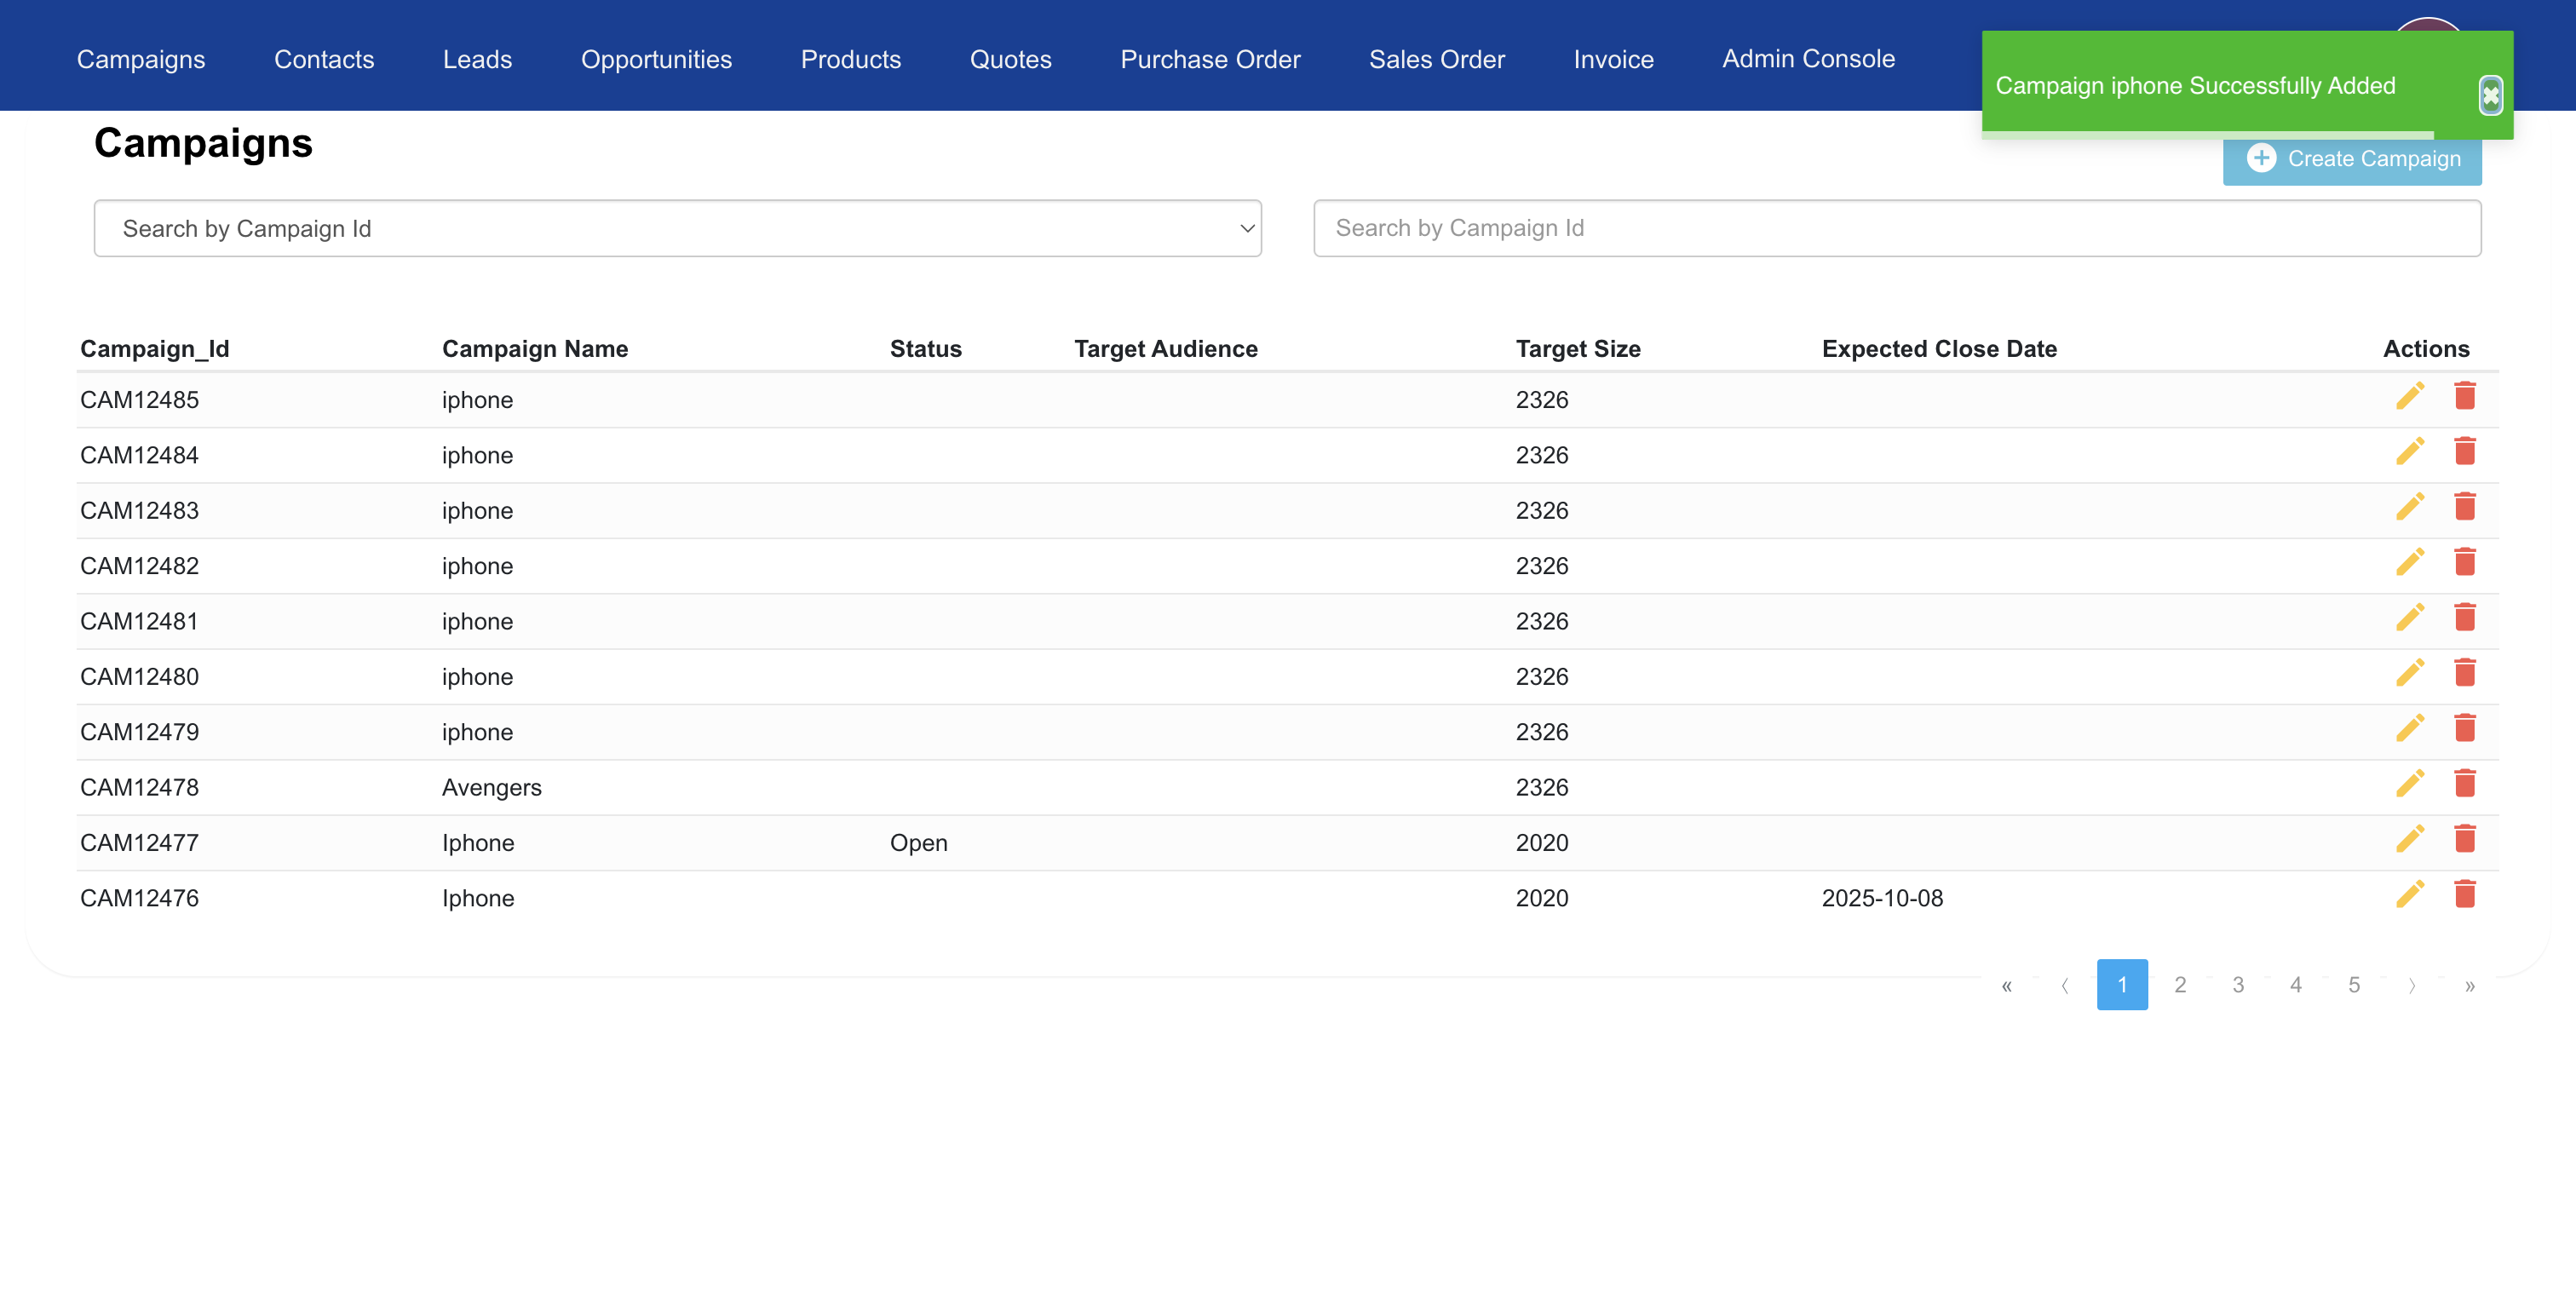 Campaigns Contacts Leads Opportunities Products Quotes Purchase Order Sales Order Invoice Admin Console
Campaign iphone Successfully Added
Campaigns
Create Campaign
Search by Campaign Id
Search by Campaign Id
Campaign_Id Campaign Name Status Target Audience Target Size Expected Close Date Actions
CAM12485 iphone 2326
CAM12484 iphone 2326
CAM12483 iphone 2326
CAM12482 iphone 2326
CAM12481 iphone 2326
CAM12480 iphone 2326
CAM12479 iphone 2326
CAM12478 Avengers 2326
CAM12477 Iphone Open 2020
CAM12476 Iphone 2020 2025-10-08
« ⟨ 1 2 3 4 5 ⟩ »